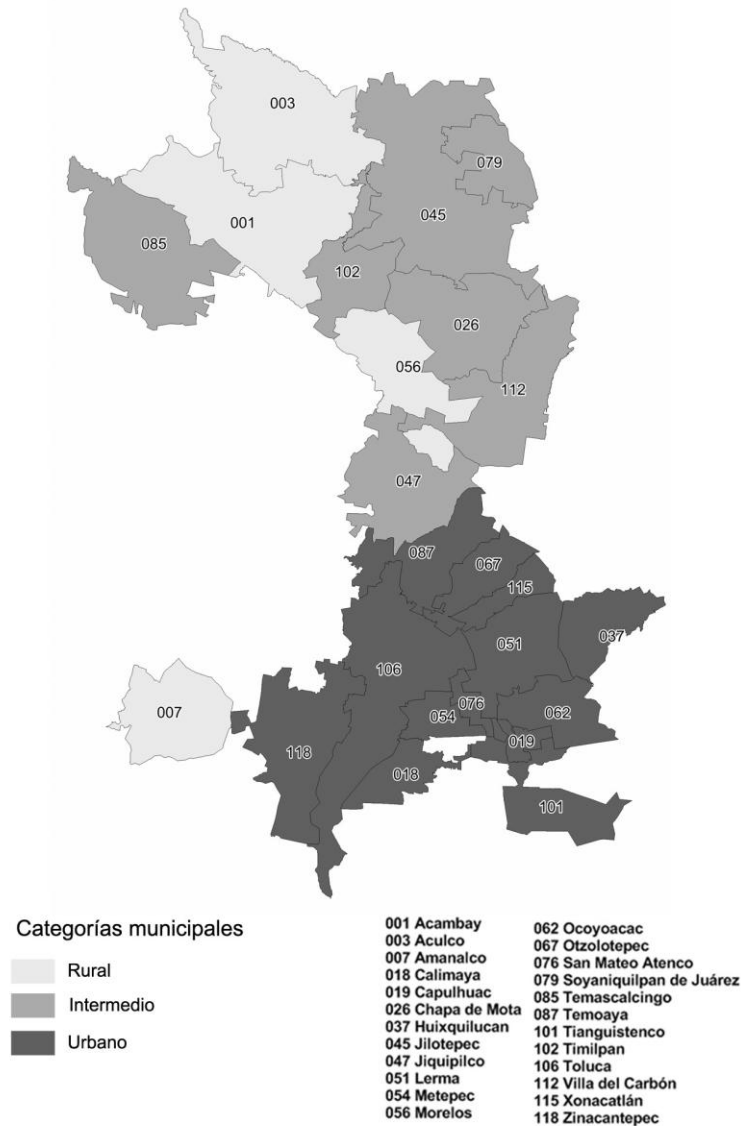 003
079
001
045
085
102
026
056
112
047
087
067
115
037
051
106
007
076
062
054
118
019
018
101
Categorías municipales
Rural
Intermedio
Urbano
001 Acambay
003 Aculco
007 Amanalco
018 Calimaya
019 Capulhuac
026 Chapa de Mota
037 Huixquilucan
045 Jilotepec
047 Jiquipilco
051 Lerma
054 Metepec
056 Morelos
062 Ocoyoacac
067 Otzolotepec
076 San Mateo Atenco
079 Soyaniquilpan de Juárez
085 Temascalcingo
087 Temoaya
101 Tianguistenco
102 Timilpan
106 Toluca
112 Villa del Carbón
115 Xonacatlán
118 Zinacantepec